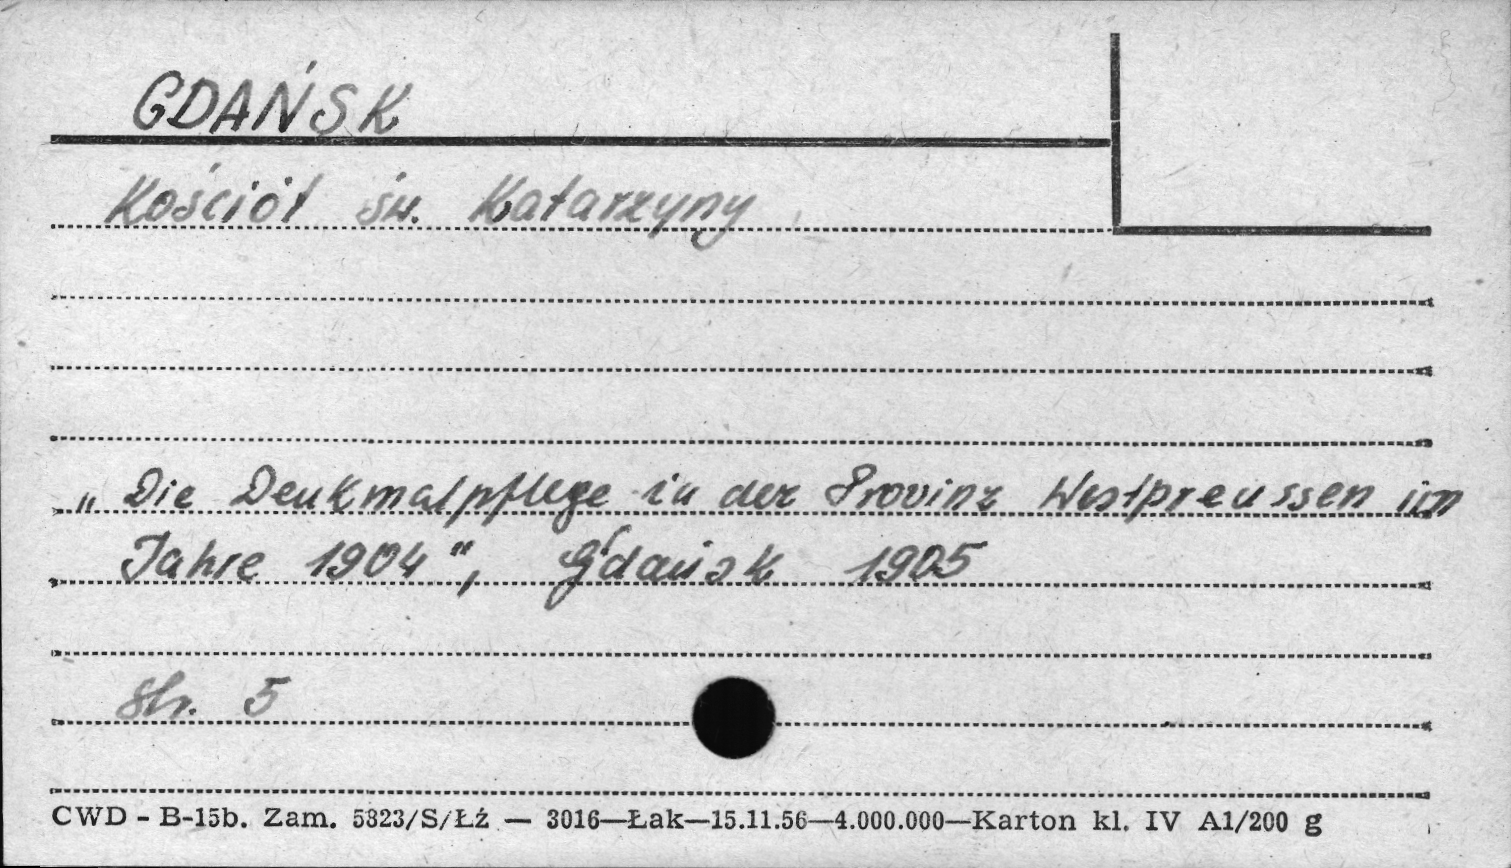 GDAŃSK
Kościół św. Katarzyny
„Die Denkmalpflege in der Provinz Westpreussen im
Jahre 1904", Gdańsk 1905
str. 5
CWD - B-15b. Zam. 5823/S/Łź — 3016—Łak—15.11.56—4.000.000—Karton kl. IV A1/200 g